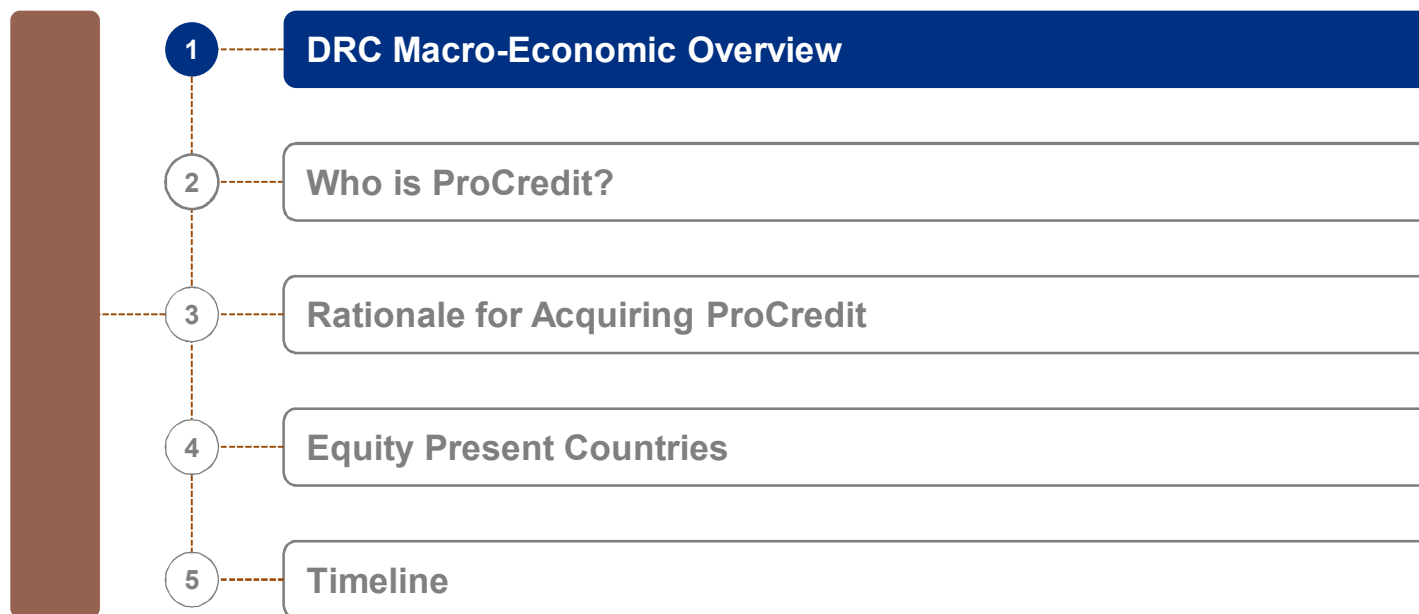 1
DRC Macro-Economic Overview
2
Who is ProCredit?
3
Rationale for Acquiring ProCredit
4
Equity Present Countries
5
Timeline